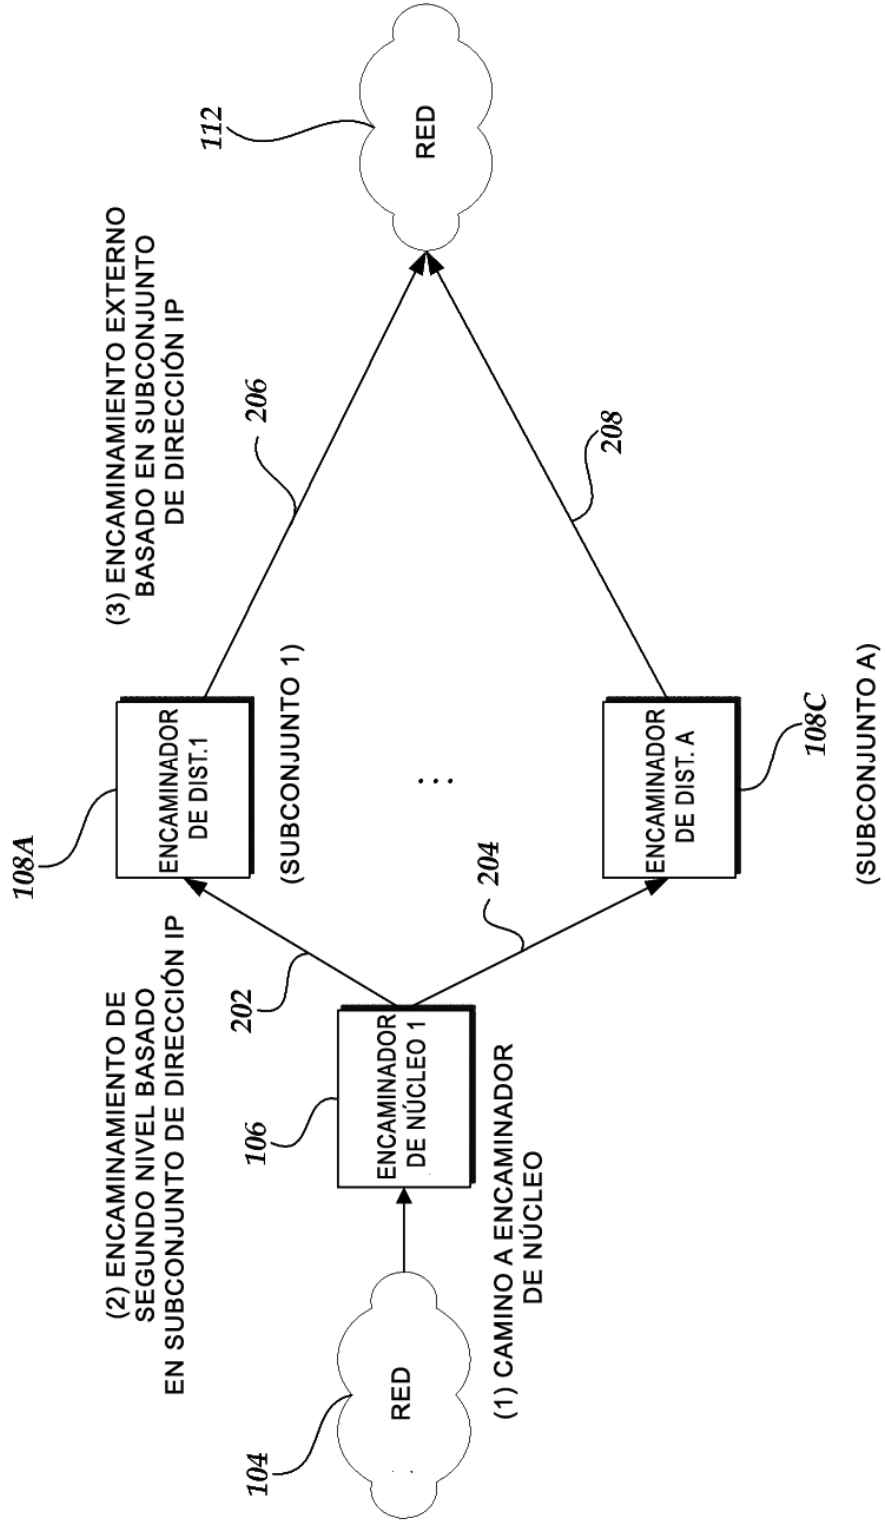 (2) ENCAMINAMIENTO DE
SEGUNDO NIVEL BASADO
EN SUBCONJUNTO DE DIRECCIÓN IP
(3) ENCAMINAMIENTO EXTERNO
BASADO EN SUBCONJUNTO
DE DIRECCIÓN IP
108A
ENCAMINADOR
DE DIST.1
(SUBCONJUNTO 1)
112
RED
202
206
104
RED
106
ENCAMINADOR
DE NÚCLEO 1
(1) CAMINO A ENCAMINADOR
DE NÚCLEO
...
204
208
ENCAMINADOR
DE DIST. A
108C
(SUBCONJUNTO A)